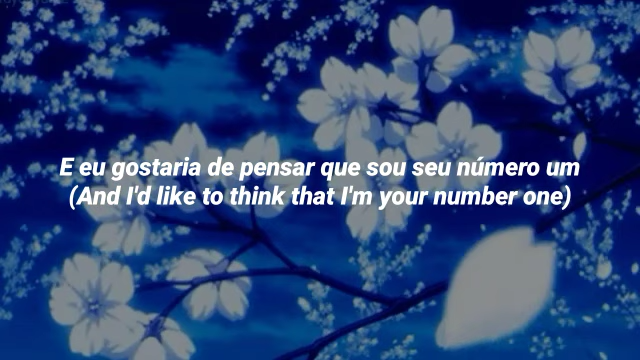 E eu gostaria de pensar que sou seu número um
(And I'd like to think that I'm your number one)